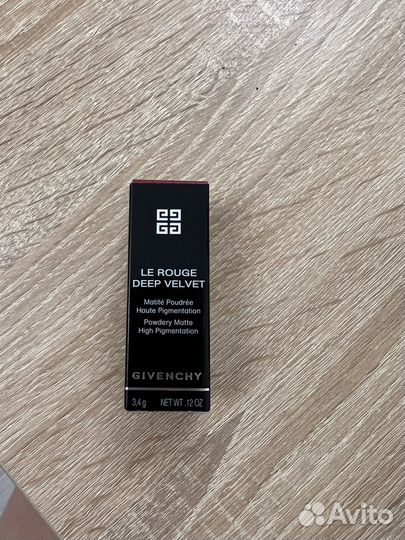 LE ROUGE
DEEP VELVET
Matité Poudrée
Haute Pigmentation
Powdery Matte
High Pigmentation
GIVENCHY
3,4 g NET WT .12 OZ
Avito